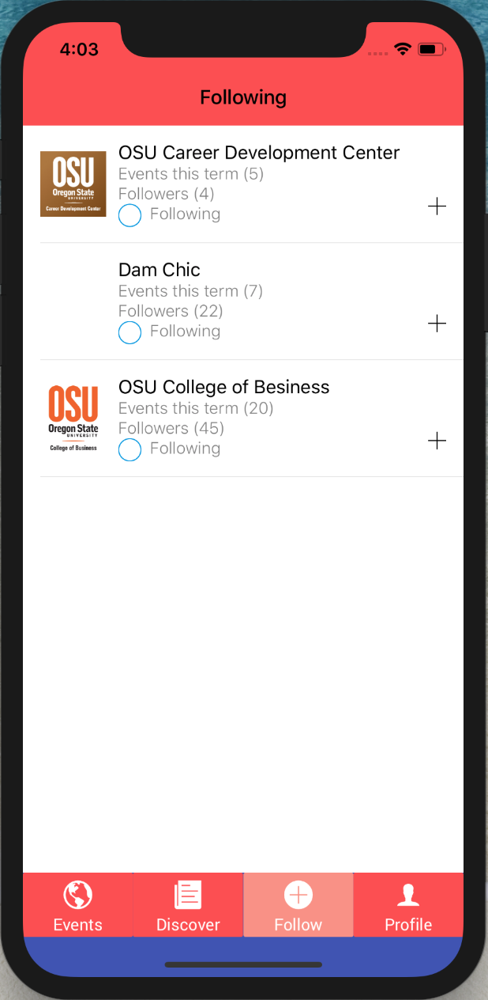 4:03
Following
OSU
Oregon State
UNIVERSITY
Career Development Center
OSU Career Development Center
Events this term (5)
Followers (4)
Following
Dam Chic
Events this term (7)
Followers (22)
Following
OSU
Oregon State
UNIVERSITY
College of Business
OSU College of Besiness
Events this term (20)
Followers (45)
Following
Events
Discover
Follow
Profile